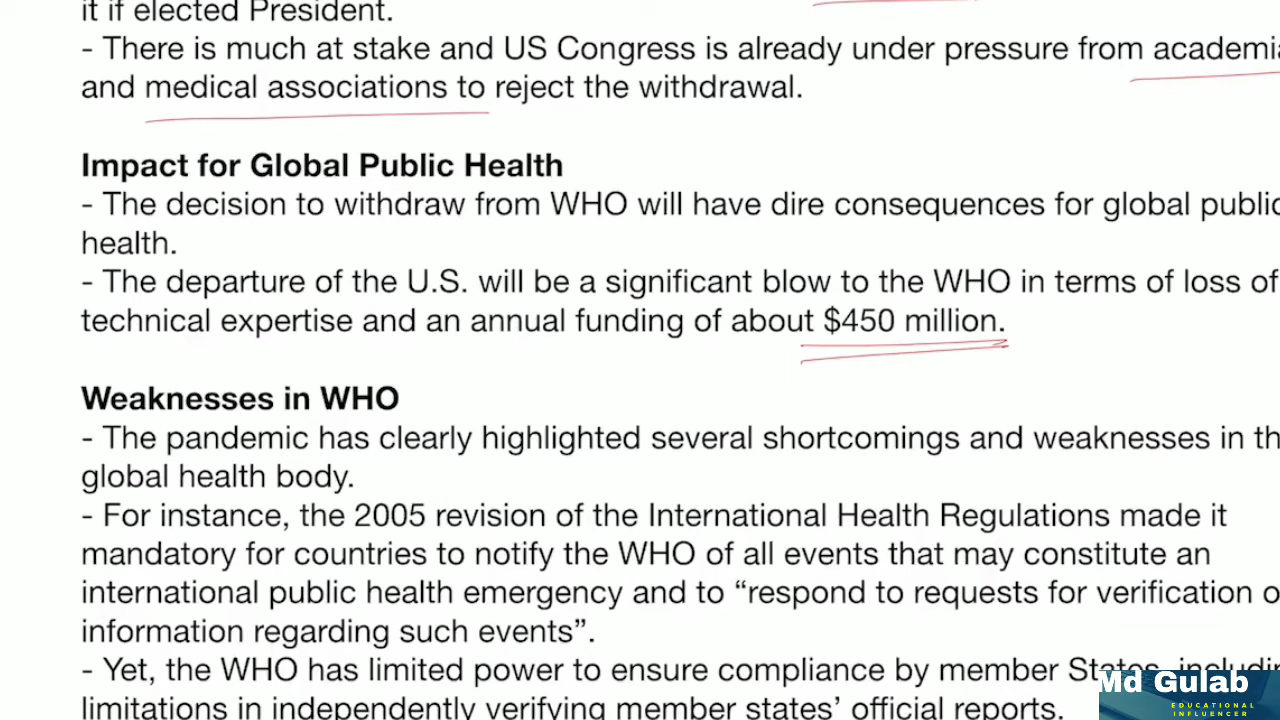 it if elected President.
- There is much at stake and US Congress is already under pressure from academia
and medical associations to reject the withdrawal.
Impact for Global Public Health
- The decision to withdraw from WHO will have dire consequences for global public
health.
- The departure of the U.S. will be a significant blow to the WHO in terms of loss of
technical expertise and an annual funding of about $450 million.
Weaknesses in WHO
- The pandemic has clearly highlighted several shortcomings and weaknesses in th
global health body.
- For instance, the 2005 revision of the International Health Regulations made it
mandatory for countries to notify the WHO of all events that may constitute an
international public health emergency and to “respond to requests for verification o
information regarding such events”.
- Yet, the WHO has limited power to ensure compliance by member States, includin
limitations in independently verifying member states’ official reports.
Md Gulab
EDUCATIONAL
INFLUENCER